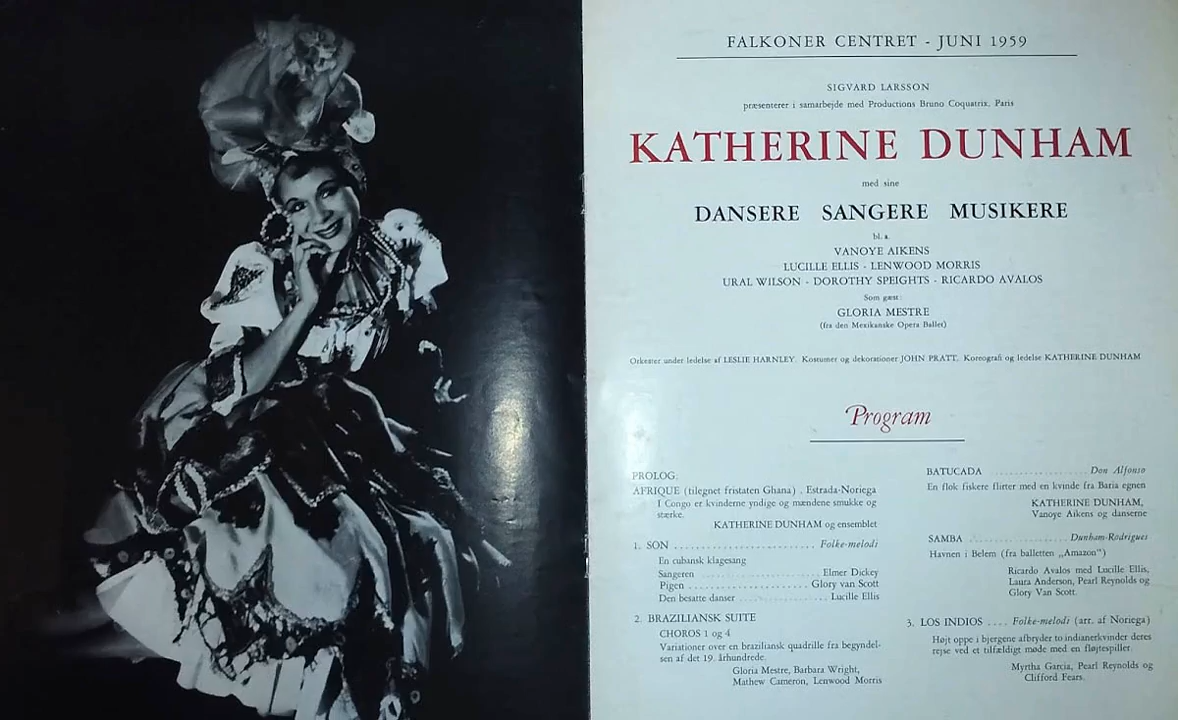 FALKONER CENTRET - JUNI 1959
SIGVARD LARSSON
præsenterer i samarbejde med Productions Bruno Coquatrix, Paris
KATHERINE DUNHAM
med sine
DANSERE SANGERE MUSIKERE
bl. a.
VANOYE AIKENS
LUCILLE ELLIS - LENWOOD MORRIS
URAL WILSON - DOROTHY SPEIGHTS - RICARDO AVALOS
Som gæst:
GLORIA MESTRE
(fra den Mexikanske Opera Ballet)
Orkester under ledelse af LESLIE HARNLEY. Kostumer og dekorationer JOHN PRATT. Koreografi og ledelse KATHERINE DUNHAM
Program
PROLOG:
AFRIQUE (tilegnet fristaten Ghana) . Estrada-Noriega
I Congo er kvinderne yndige og mændene smukke og
stærke.
KATHERINE DUNHAM og ensemblet
1. SON ........................ Folke-melodi
En cubansk klagesang
Sangeren .................... Elmer Dickey
Pigen ..................... Glory van Scott
Den besatte danser ............... Lucille Ellis
2. BRAZILIANSK SUITE
CHOROS 1 og 4
Variationer over en braziliansk quadrille fra begyndel-
sen af det 19. århundrede.
Gloria Mestre, Barbara Wright,
Mathew Cameron, Lenwood Morris
BATUCADA .................. Don Alfonso
En flok fiskere flirter med en kvinde fra Baria egnen
KATHERINE DUNHAM,
Vanoye Aikens og danserne
SAMBA .................. Dunham-Rodrigues
Havnen i Belem (fra balletten „Amazon")
Ricardo Avalos med Lucille Ellis,
Laura Anderson, Pearl Reynolds og
Glory Van Scott.
3. LOS INDIOS .... Folke-melodi (arr. af Noriega)
Højt oppe i bjergene afbryder to indianerkvinder deres
rejse ved et tilfældigt møde med en fløjtespiller.
Myrtha Garcia, Pearl Reynolds og
Clifford Fears.